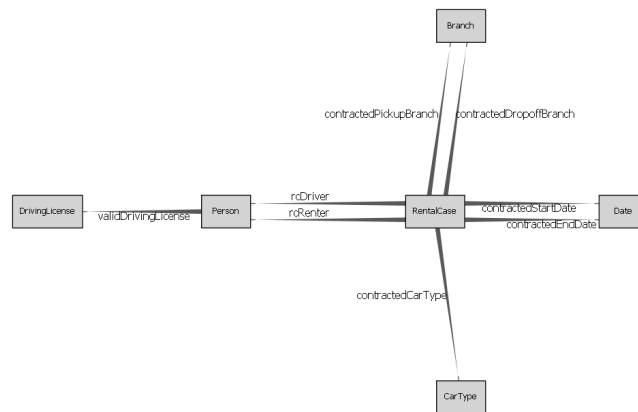 Branch
contractedPickupBranch
contractedDropoffBranch
DrivingLicense
validDrivingLicense
Person
rcDriver
rcRenter
RentalCase
contractedStartDate
contractedEndDate
Date
contractedCarType
CarType